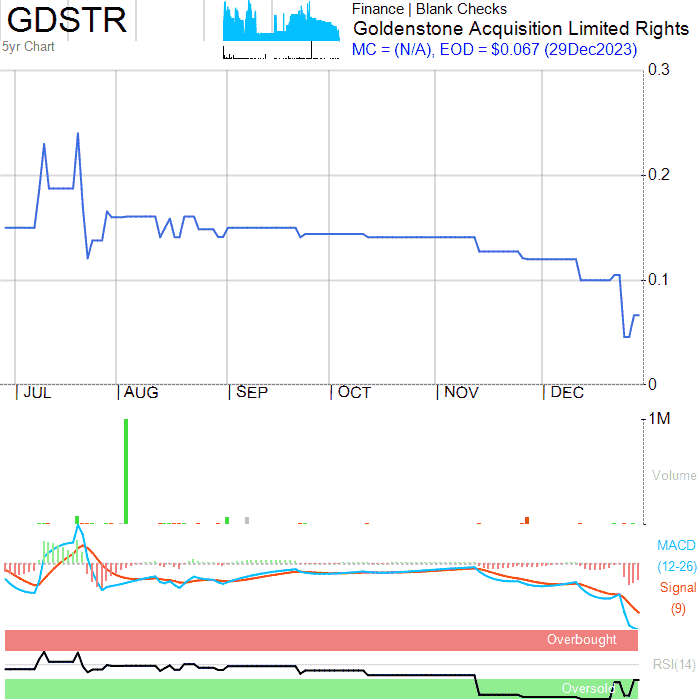 GDSTR
5yr Chart
Finance | Blank Checks
Goldenstone Acquisition Limited Rights
MC = (N/A), EOD = $0.067 (29Dec2023)
0.3
0.2
0.1
0
JUL AUG SEP OCT NOV DEC
1M
Volume
MACD
(12-26)
Signal
(9)
Overbought
RSI(14)
Oversold